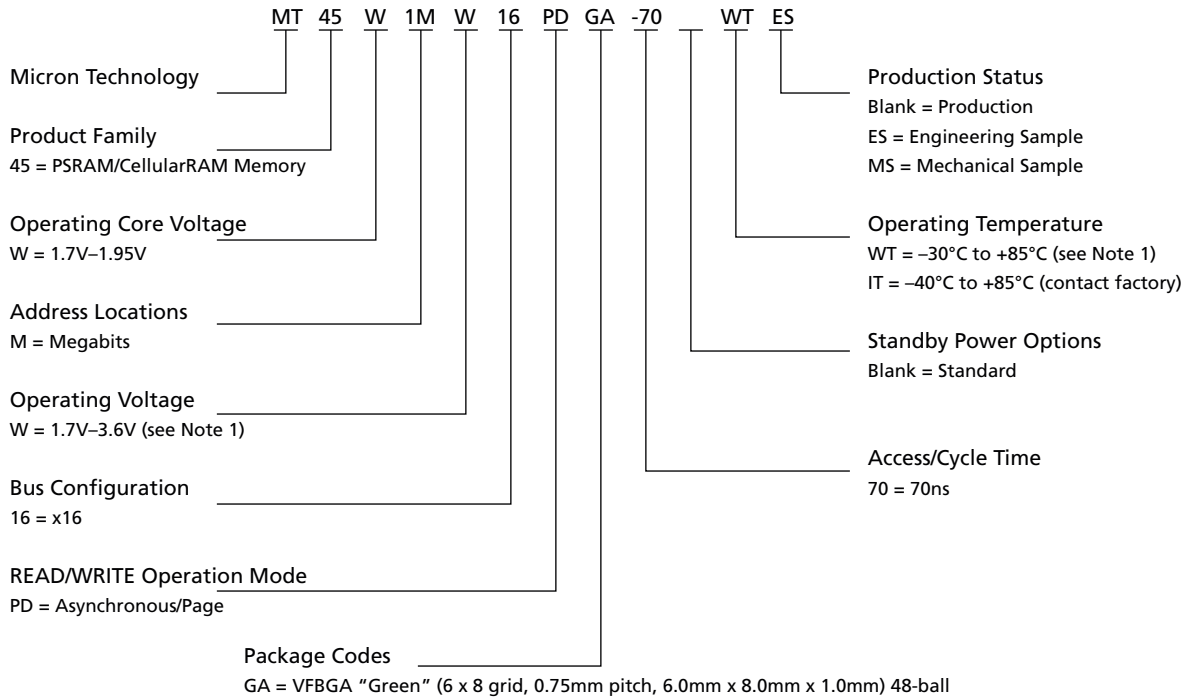 MT 45 W 1M W 16 PD GA -70 WT ES
Micron Technology
Product Family
45 = PSRAM/CellularRAM Memory
Operating Core Voltage
W = 1.7V–1.95V
Address Locations
M = Megabits
Operating Voltage
W = 1.7V–3.6V (see Note 1)
Bus Configuration
16 = x16
READ/WRITE Operation Mode
PD = Asynchronous/Page
Package Codes
GA = VFBGA “Green” (6 x 8 grid, 0.75mm pitch, 6.0mm x 8.0mm x 1.0mm) 48-ball
Production Status
Blank = Production
ES = Engineering Sample
MS = Mechanical Sample
Operating Temperature
WT = –30°C to +85°C (see Note 1)
IT = –40°C to +85°C (contact factory)
Standby Power Options
Blank = Standard
Access/Cycle Time
70 = 70ns